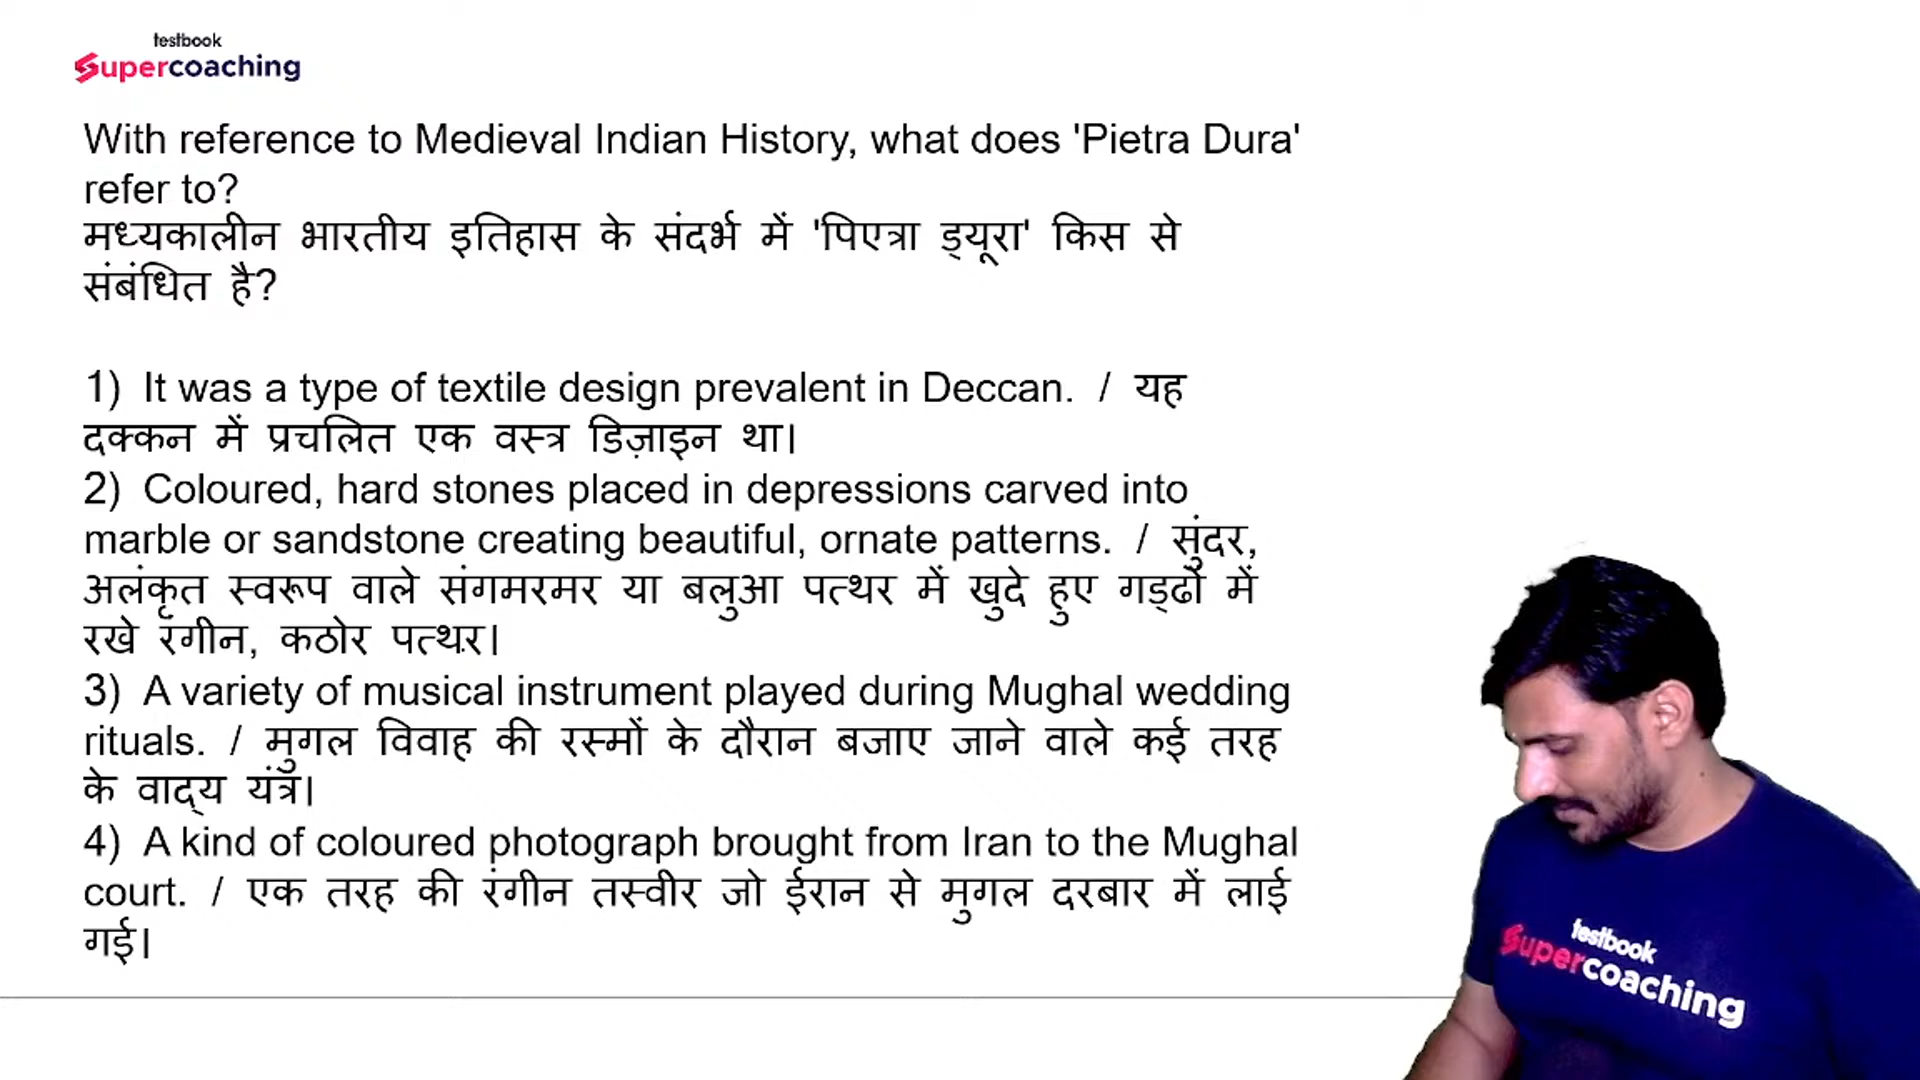 testbook
Supercoaching
With reference to Medieval Indian History, what does 'Pietra Dura'
refer to?
मध्यकालीन भारतीय इतिहास के संदर्भ में 'पिएत्रा ड्यूरा' किस से
संबंधित है?
1) It was a type of textile design prevalent in Deccan. / यह
दक्कन में प्रचलित एक वस्त्र डिज़ाइन था।
2) Coloured, hard stones placed in depressions carved into
marble or sandstone creating beautiful, ornate patterns. / सुंदर,
अलंकृत स्वरूप वाले संगमरमर या बलुआ पत्थर में खुदे हुए गड्ढों में
रखे रंगीन, कठोर पत्थर।
3) A variety of musical instrument played during Mughal wedding
rituals. / मुगल विवाह की रस्मों के दौरान बजाए जाने वाले कई तरह
के वाद्य यंत्र।
4) A kind of coloured photograph brought from Iran to the Mughal
court. / एक तरह की रंगीन तस्वीर जो ईरान से मुगल दरबार में लाई
गई।
testbook
Supercoaching